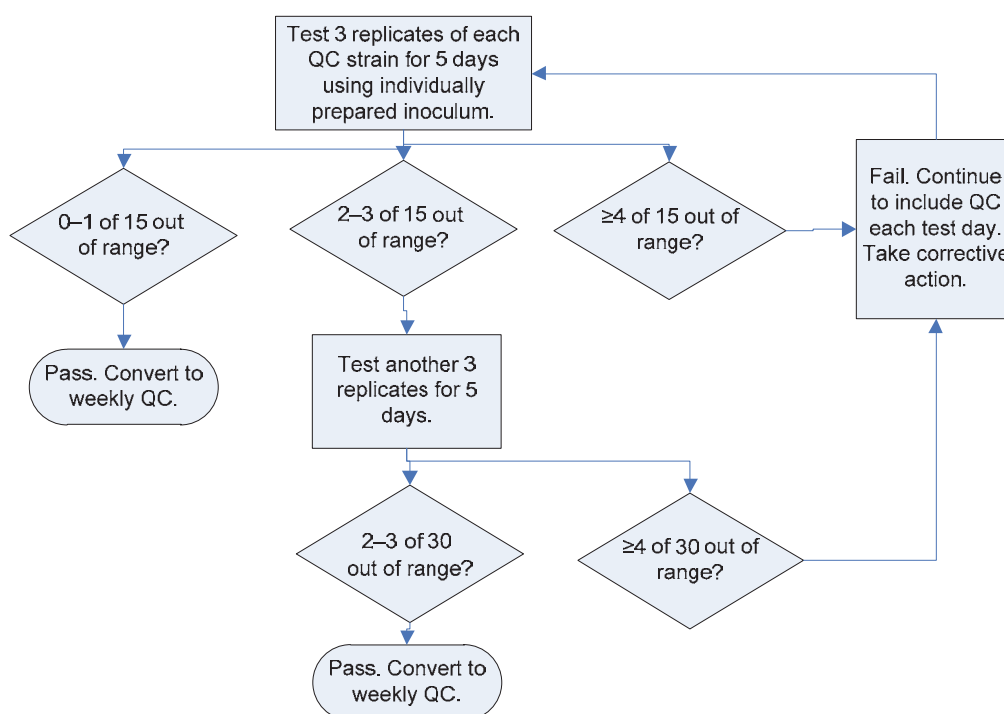 Test 3 replicates of each
QC strain for 5 days
using individually
prepared inoculum.
0–1 of 15 out
of range?
2–3 of 15 out
of range?
≥4 of 15 out of
range?
Fail. Continue
to include QC
each test day.
Take corrective
action.
Pass. Convert to
weekly QC.
Test another 3
replicates for 5
days.
2–3 of 30
out of range?
≥4 of 30 out of
range?
Pass. Convert to
weekly QC.